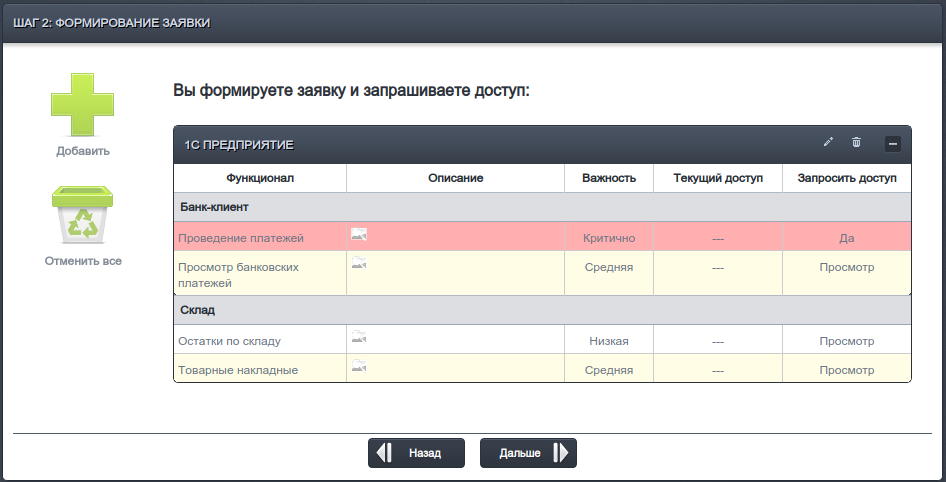 ШАГ 2: ФОРМИРОВАНИЕ ЗАЯВКИ
Добавить
Отменить все
Вы формируете заявку и запрашиваете доступ:
1С ПРЕДПРИЯТИЕ
Функционал Описание Важность Текущий доступ Запросить доступ
Банк-клиент
Проведение платежей Критично --- Да
Просмотр банковских Средняя --- Просмотр
платежей
Склад
Остатки по складу Низкая --- Просмотр
Товарные накладные Средняя --- Просмотр
Назад Дальше